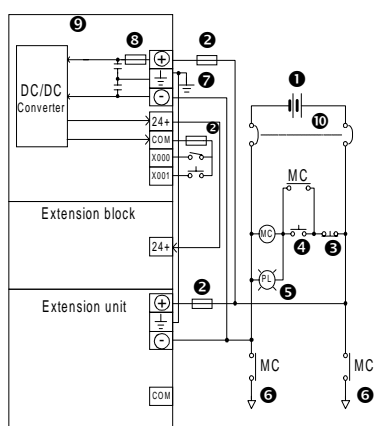 ❾
❽
❷
+
DC/DC
Converter
❼
-
24+
COM
❷
X000
X001
Extension block
24+
❷
Extension unit
+
-
COM
❶
❿
MC
MC
❹
❸
PL
❺
MC
MC
❻
❻